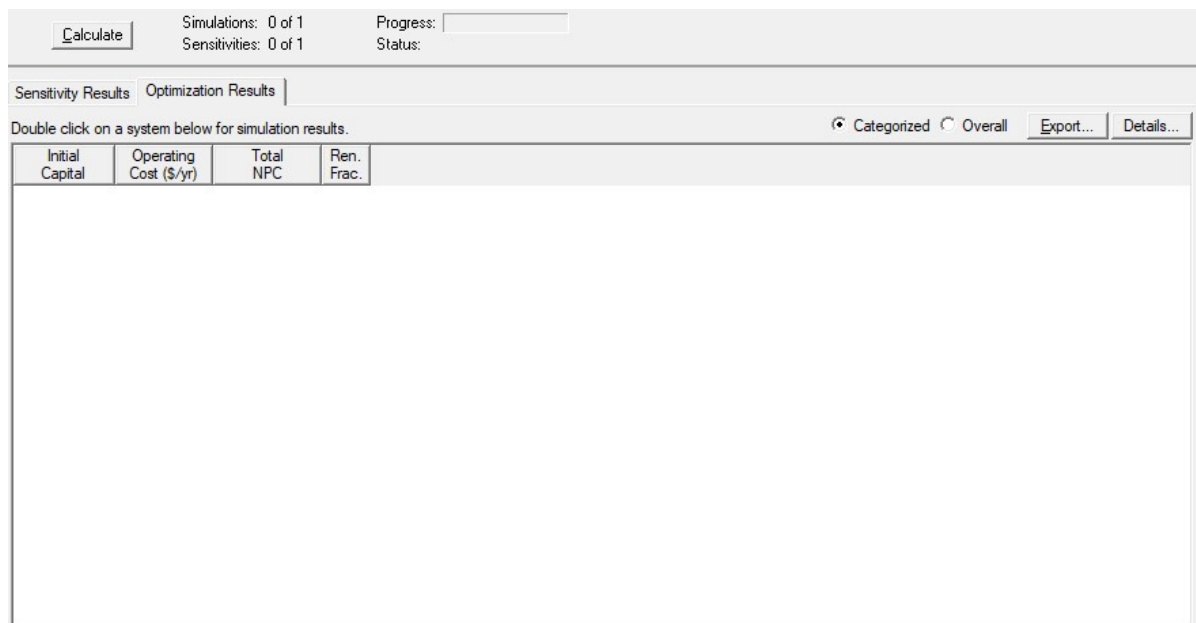 Calculate
Simulations: 0 of 1
Sensitivities: 0 of 1
Progress:
Status:
Sensitivity Results
Optimization Results
Double click on a system below for simulation results.
Categorized
Overall
Export...
Details...
Initial
Capital
Operating
Cost ($/yr)
Total
NPC
Ren.
Frac.